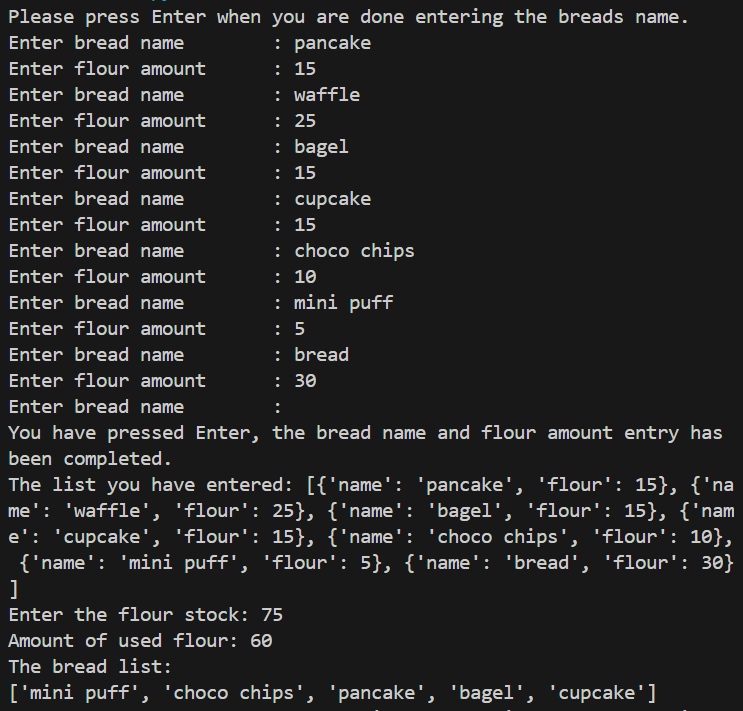 Please press Enter when you are done entering the breads name.
Enter bread name        : pancake
Enter flour amount      : 15
Enter bread name        : waffle
Enter flour amount      : 25
Enter bread name        : bagel
Enter flour amount      : 15
Enter bread name        : cupcake
Enter flour amount      : 15
Enter bread name        : choco chips
Enter flour amount      : 10
Enter bread name        : mini puff
Enter flour amount      : 5
Enter bread name        : bread
Enter flour amount      : 30
Enter bread name        :
You have pressed Enter, the bread name and flour amount entry has
been completed.
The list you have entered: [{'name': 'pancake', 'flour': 15}, {'na
me': 'waffle', 'flour': 25}, {'name': 'bagel', 'flour': 15}, {'nam
e': 'cupcake', 'flour': 15}, {'name': 'choco chips', 'flour': 10},
 {'name': 'mini puff', 'flour': 5}, {'name': 'bread', 'flour': 30}
]
Enter the flour stock: 75
Amount of used flour: 60
The bread list:
['mini puff', 'choco chips', 'pancake', 'bagel', 'cupcake']